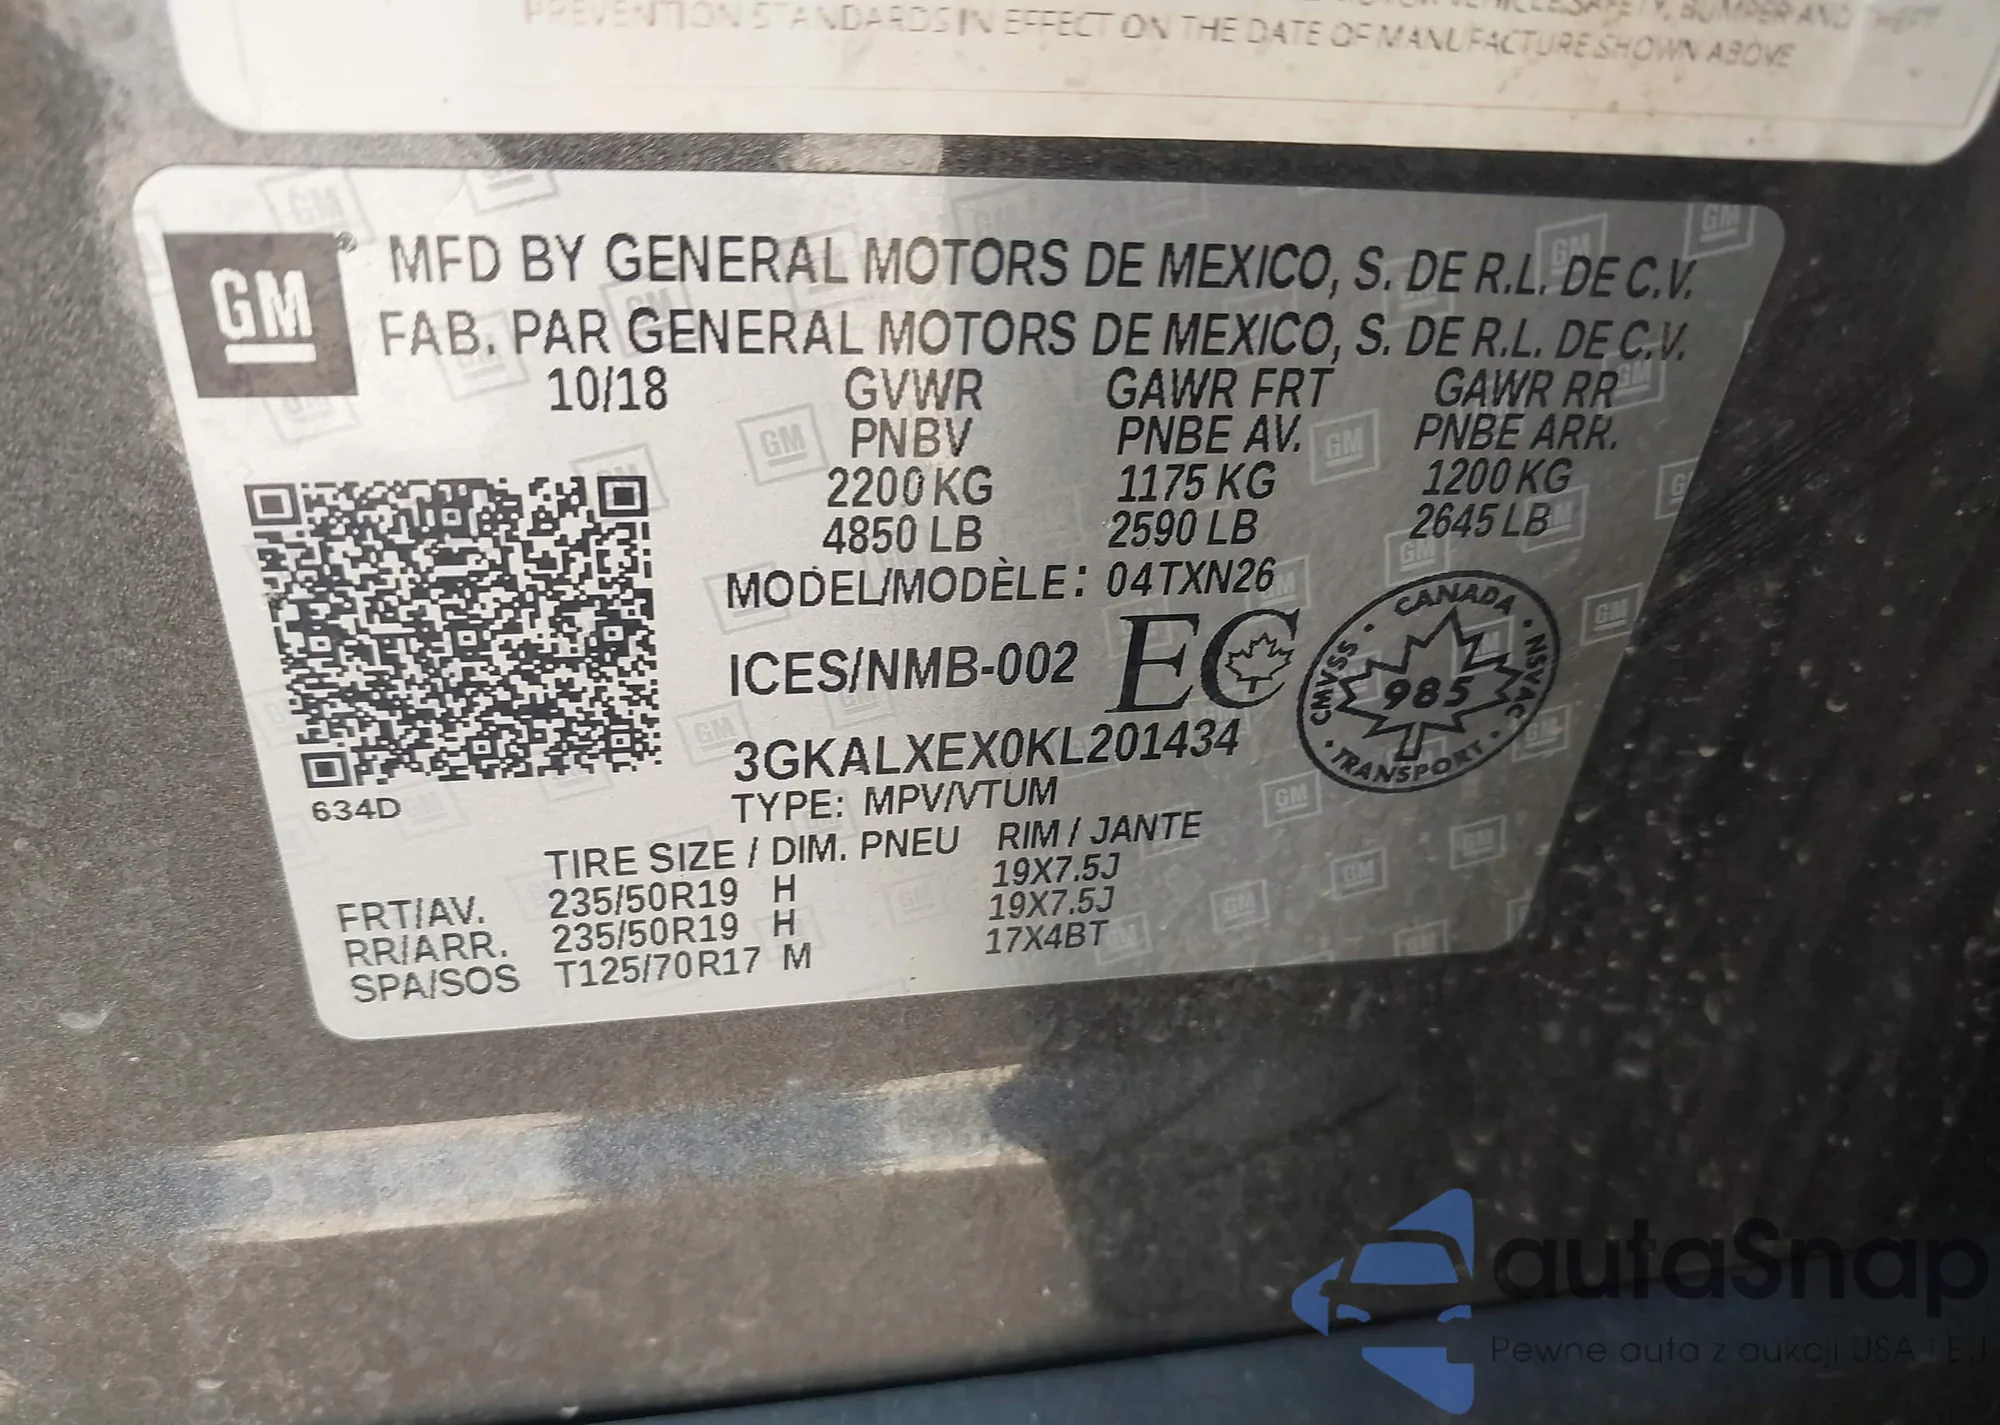 PREVENTION STANDARDS IN EFFECT ON THE DATE OF MANUFACTURE SHOWN ABOVE
GM
MFD BY GENERAL MOTORS DE MEXICO, S. DE R.L. DE C.V.
FAB. PAR GENERAL MOTORS DE MEXICO, S. DE R.L. DE C.V.
10/18 GVWR GAWR FRT GAWR RR
PNBV PNBE AV. PNBE ARR.
2200 KG 1175 KG 1200 KG
4850 LB 2590 LB 2645 LB
MODEL/MODÈLE: 04TXN26
ICES/NMB-002 EC
CANADA
CMVSS · 985 · NSVAC
TRANSPORT
3GKALXEX0KL201434
634D
TYPE: MPV/VTUM
TIRE SIZE / DIM. PNEU RIM / JANTE
FRT/AV. 235/50R19 H 19X7.5J
RR/ARR. 235/50R19 H 19X7.5J
SPA/SOS T125/70R17 M 17X4BT
autaSnap
Pewne auta z aukcji USA i EJ